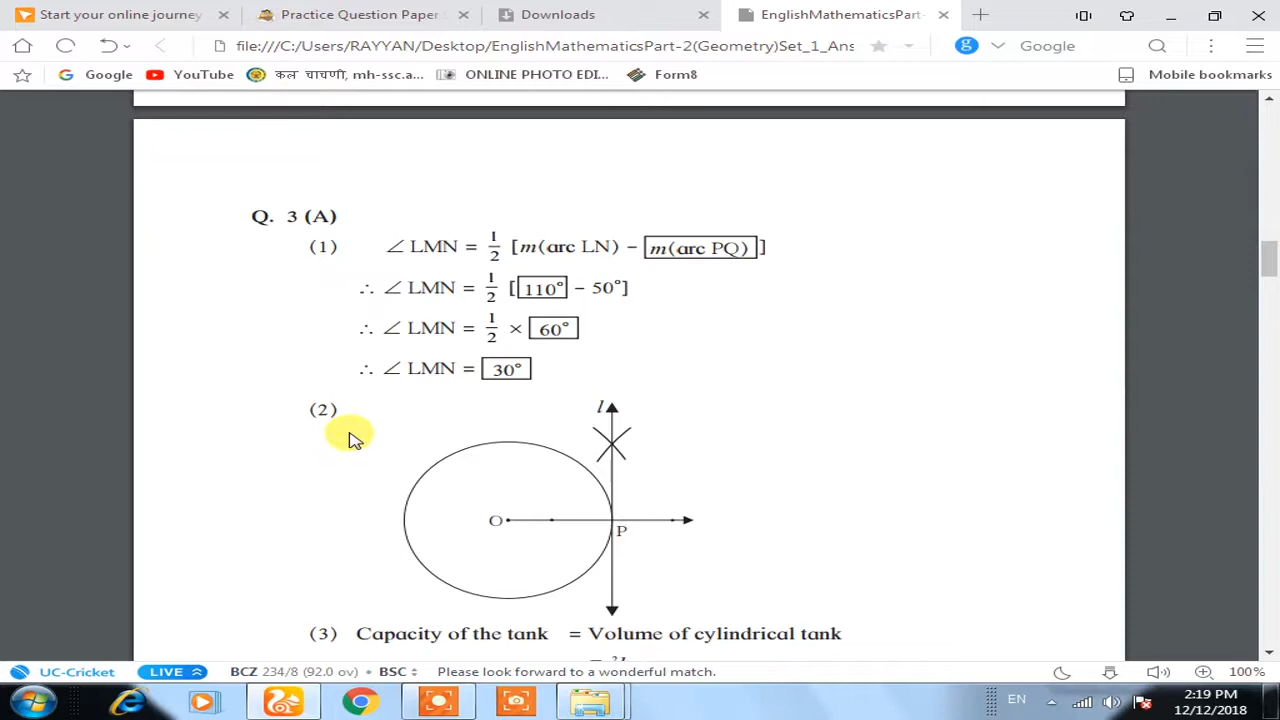 Start your online journey
Practice Question Paper
Downloads
EnglishMathematicsPart-
file:///C:/Users/RAYYAN/Desktop/EnglishMathematicsPart-2(Geometry)Set_1_Ans
Google
Google
YouTube
कल चाचणी, mh-ssc.a...
ONLINE PHOTO EDI...
Form8
Mobile bookmarks
Q. 3 (A)
(1) ∠ LMN = 1/2 [m(arc LN) − m(arc PQ)]
∴ ∠ LMN = 1/2 [110° − 50°]
∴ ∠ LMN = 1/2 × 60°
∴ ∠ LMN = 30°
(2)
l
O
P
(3) Capacity of the tank = Volume of cylindrical tank
UC-Cricket
LIVE
BCZ 234/8 (92.0 ov) • BSC
Please look forward to a wonderful match.
100%
EN
2:19 PM
12/12/2018